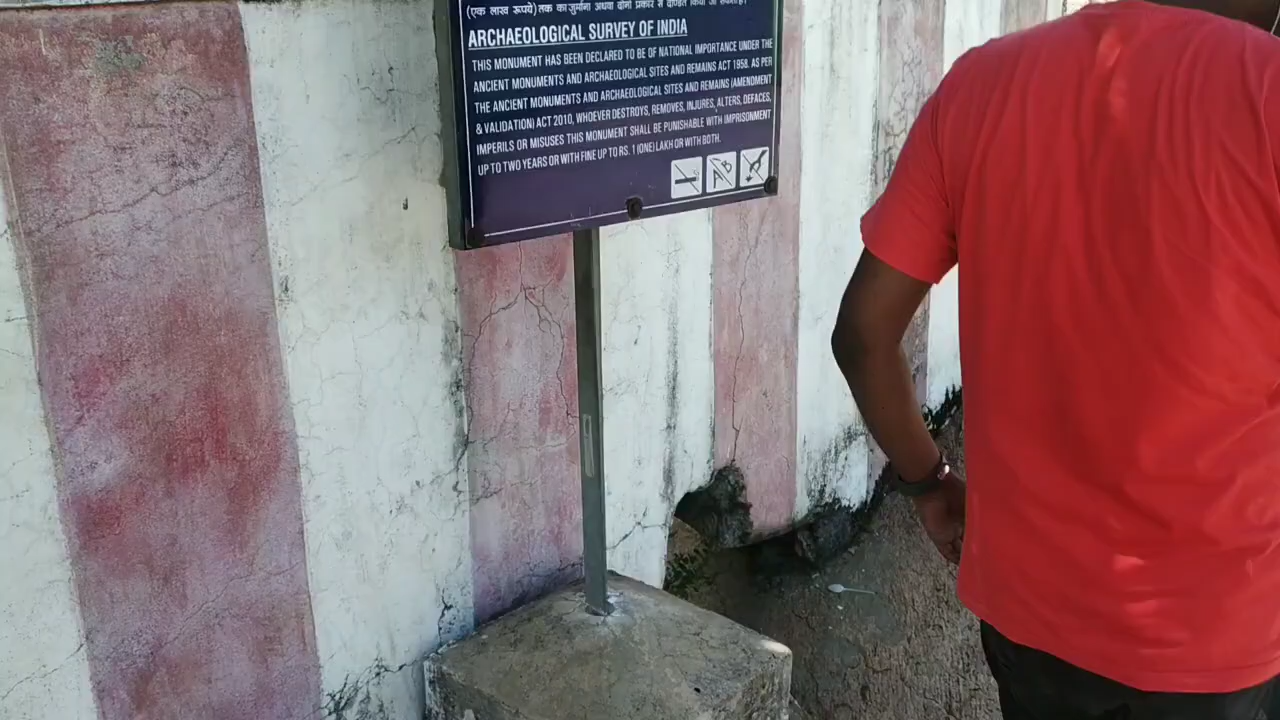 (एक लाख रूपये) तक का जुर्माना अथवा दोनों प्रकार से दण्डित किया जा सकता है।
ARCHAEOLOGICAL SURVEY OF INDIA
THIS MONUMENT HAS BEEN DECLARED TO BE OF NATIONAL IMPORTANCE UNDER THE
ANCIENT MONUMENTS AND ARCHAEOLOGICAL SITES AND REMAINS ACT 1958. AS PER
THE ANCIENT MONUMENTS AND ARCHAEOLOGICAL SITES AND REMAINS (AMENDMENT
& VALIDATION) ACT 2010, WHOEVER DESTROYS, REMOVES, INJURES, ALTERS, DEFACES,
IMPERILS OR MISUSES THIS MONUMENT SHALL BE PUNISHABLE WITH IMPRISONMENT
UP TO TWO YEARS OR WITH FINE UP TO RS. 1 (ONE) LAKH OR WITH BOTH.